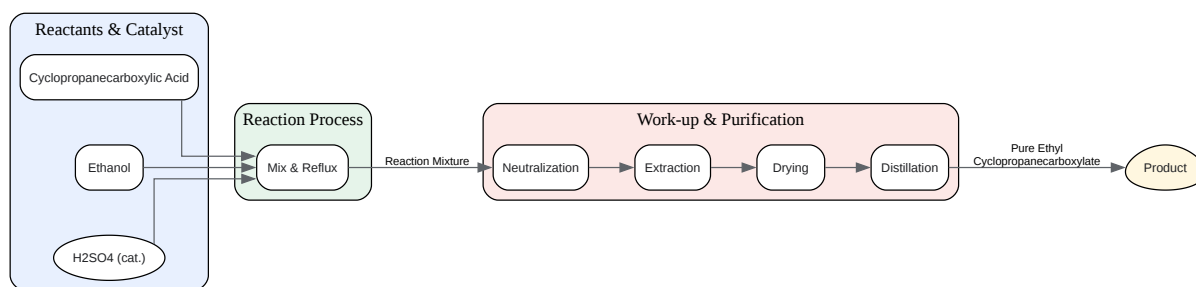 Reactants & Catalyst
Cyclopropanecarboxylic Acid
Ethanol
H2SO4 (cat.)
Reaction Process
Mix & Reflux
Reaction Mixture
Work-up & Purification
Neutralization
Extraction
Drying
Distillation
Pure Ethyl
Cyclopropanecarboxylate
Product